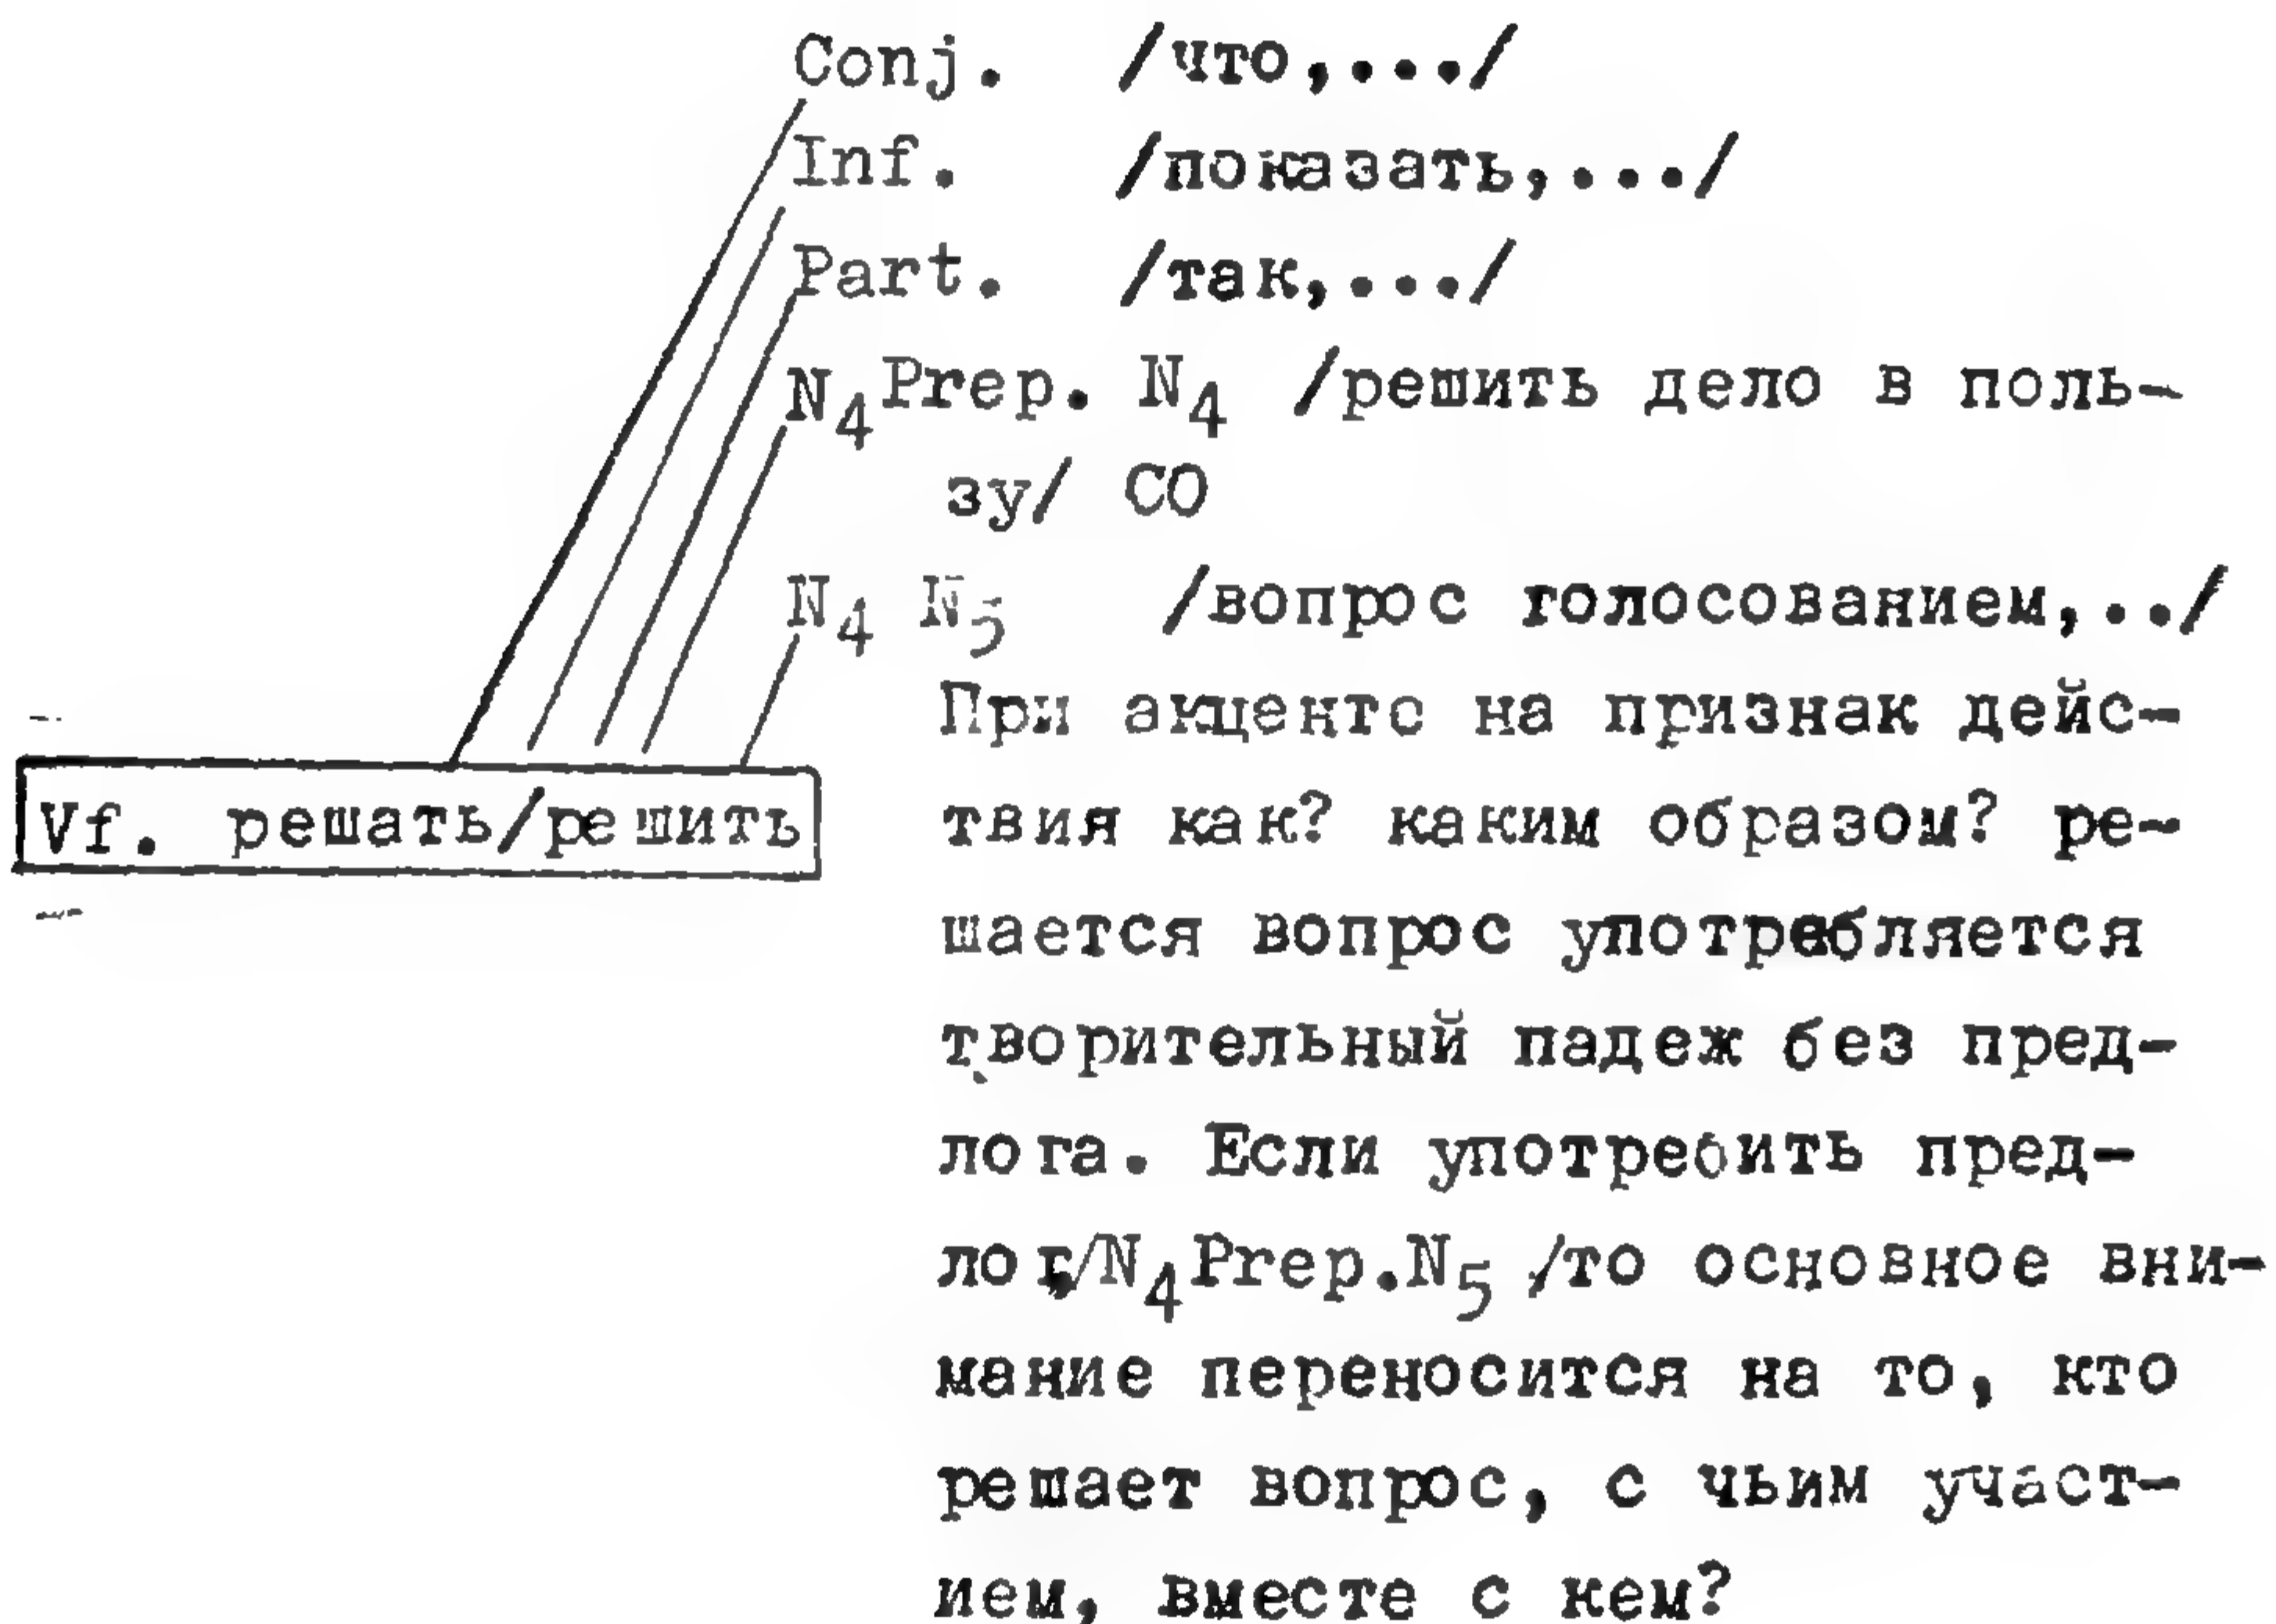 Conj. /что,.../
Inf. /показать,.../
Part. /так,.../
N₄Prep. N₄ /решить дело в поль-
зу/ СО
N₄ N₅ /вопрос голосованием,../
При акценте на признак дейс-
Vf. решать/решить
твия как? каким образом? ре-
шается вопрос употребляется
творительный падеж без пред-
лога. Если употребить пред-
лог/N₄Prep.N₅ /то основное вни-
мание переносится на то, кто
решает вопрос, с чьим участ-
ием, вместе с кем?